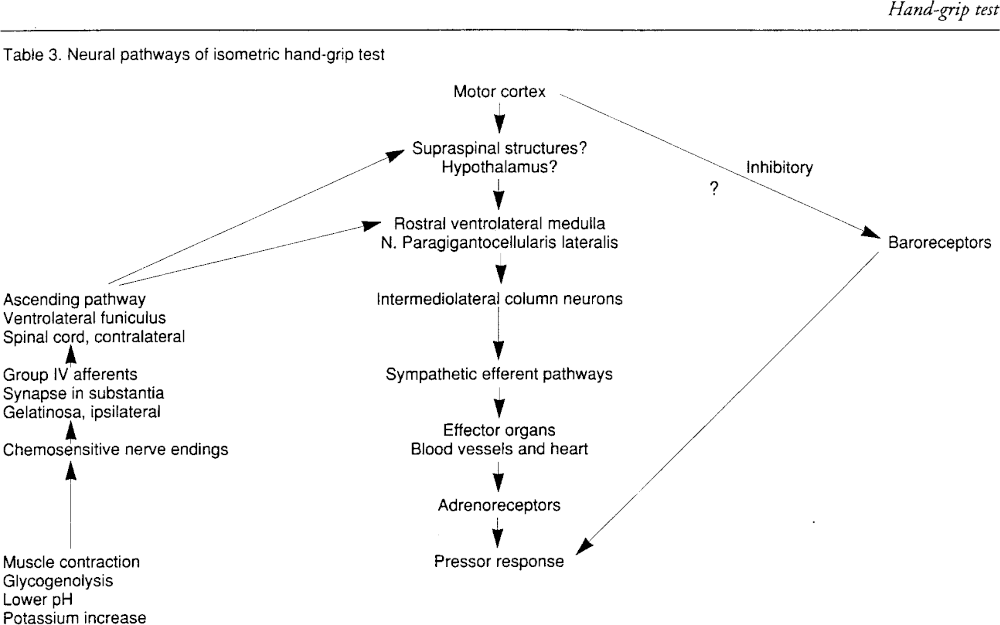 Hand-grip test
Table 3. Neural pathways of isometric hand-grip test
Motor cortex
Supraspinal structures?
Hypothalamus?
Inhibitory
?
Rostral ventrolateral medulla
N. Paragigantocellularis lateralis
Baroreceptors
Ascending pathway
Ventrolateral funiculus
Spinal cord, contralateral
Intermediolateral column neurons
Group IV afferents
Synapse in substantia
Gelatinosa, ipsilateral
Sympathetic efferent pathways
Chemosensitive nerve endings
Effector organs
Blood vessels and heart
Adrenoreceptors
Muscle contraction
Glycogenolysis
Lower pH
Potassium increase
Pressor response